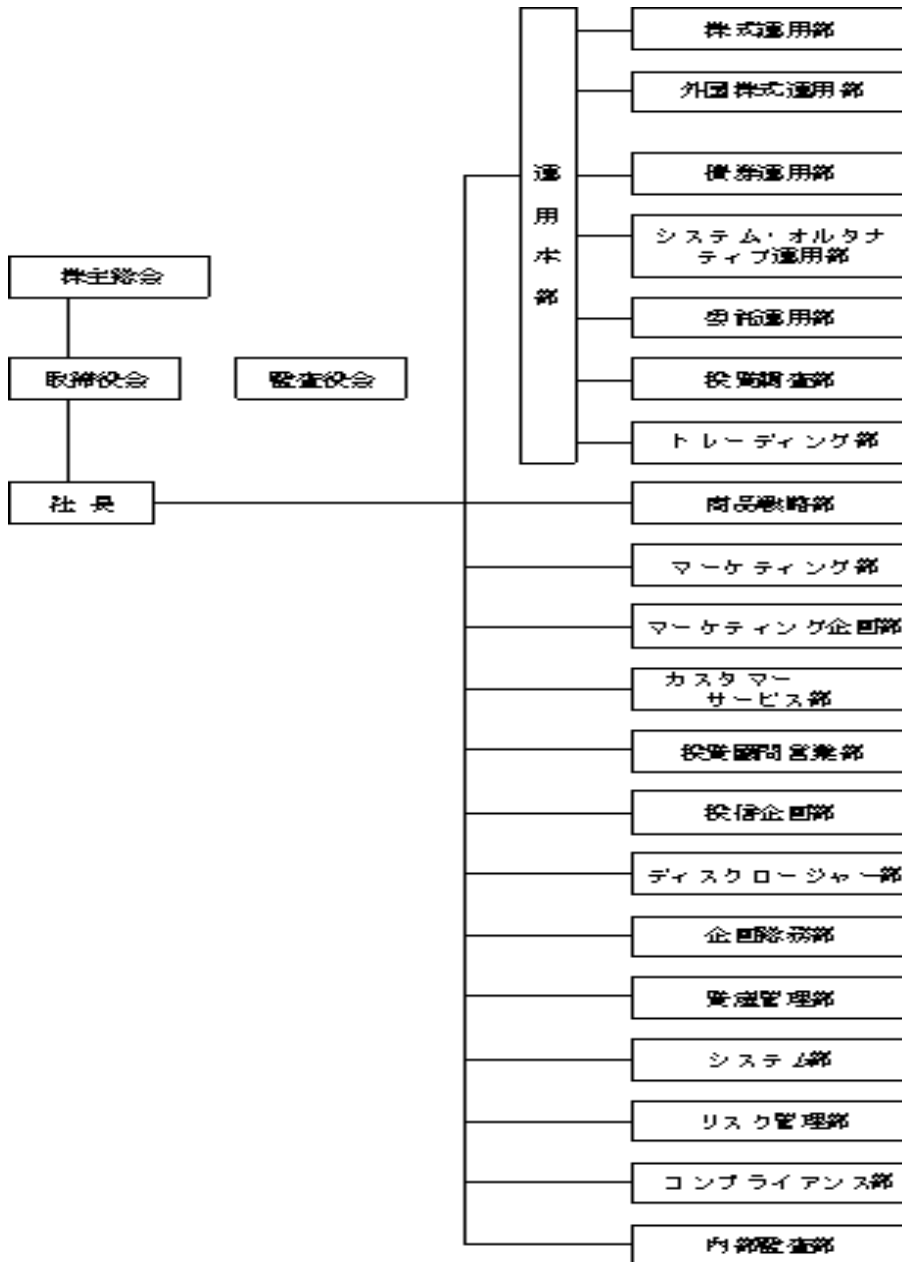 株式運用部
外国株式運用部
債券運用部
システム・オルタナ
ティブ運用部
委託運用部
投資調査部
トレーディング部
運用本部
株主総会
取締役会
監査役会
社長
商品戦略部
マーケティング部
マーケティング企画部
カスタマー
サービス部
投資顧問営業部
投信企画部
ディスクロージャー部
企画総務部
資産管理部
システム部
リスク管理部
コンプライアンス部
内部監査部